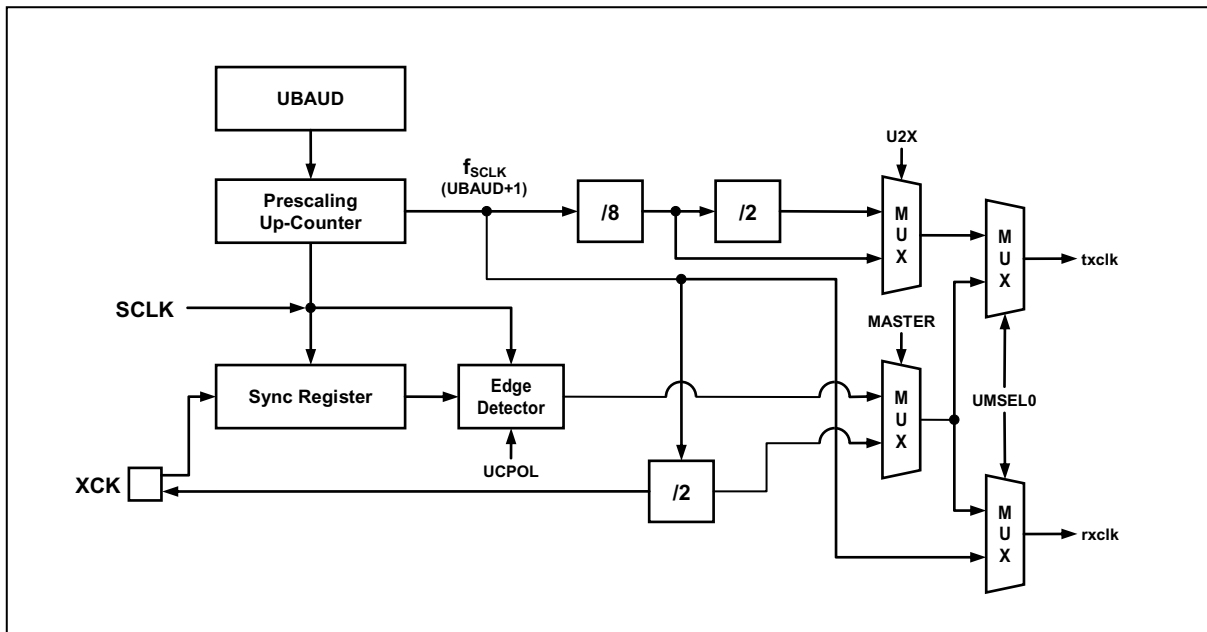 UBAUD
U2X
fSCLK
(UBAUD+1)
Prescaling
Up-Counter
/8
/2
M
U
X
M
U
X
txclk
SCLK
MASTER
Sync Register
Edge
Detector
M
U
X
UMSEL0
UCPOL
XCK
/2
M
U
X
rxclk